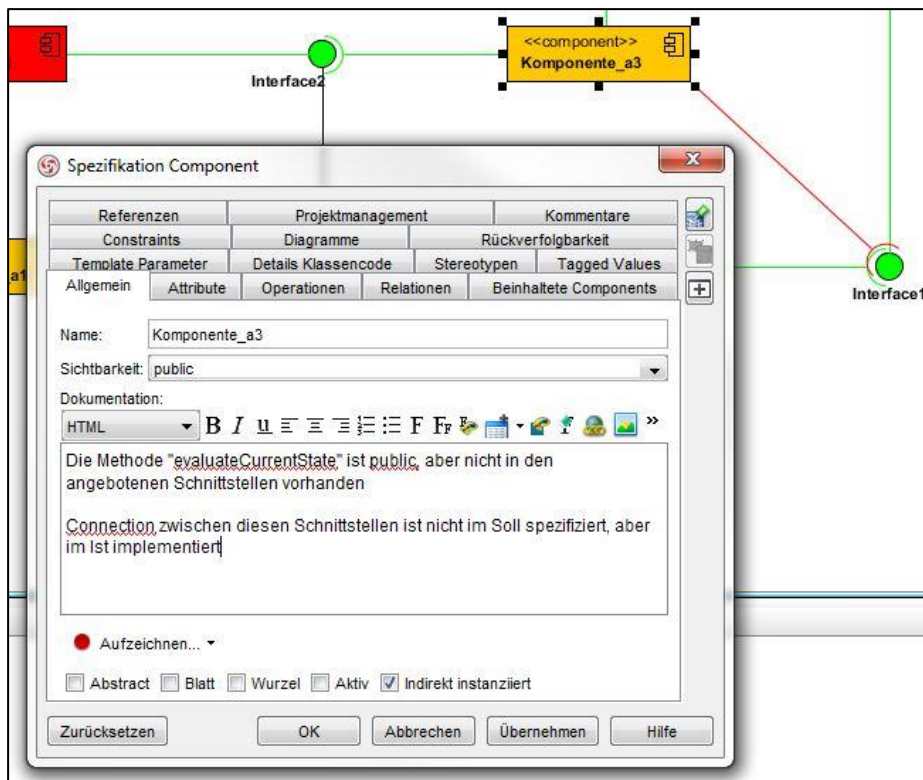 <<component>>
Komponente_a3
Interface2
Interface1
a1
Spezifikation Component
Referenzen Projektmanagement Kommentare
Constraints Diagramme Rückverfolgbarkeit
Template Parameter Details Klassencode Stereotypen Tagged Values
Allgemein Attribute Operationen Relationen Beinhaltete Components
Name: Komponente_a3
Sichtbarkeit: public
Dokumentation:
HTML B I u F FF »
Die Methode "evaluateCurrentState" ist public, aber nicht in den
angebotenen Schnittstellen vorhanden
Connection zwischen diesen Schnittstellen ist nicht im Soll spezifiziert, aber
im Ist implementiert
Aufzeichnen...
Abstract Blatt Wurzel Aktiv Indirekt instanziiert
Zurücksetzen OK Abbrechen Übernehmen Hilfe